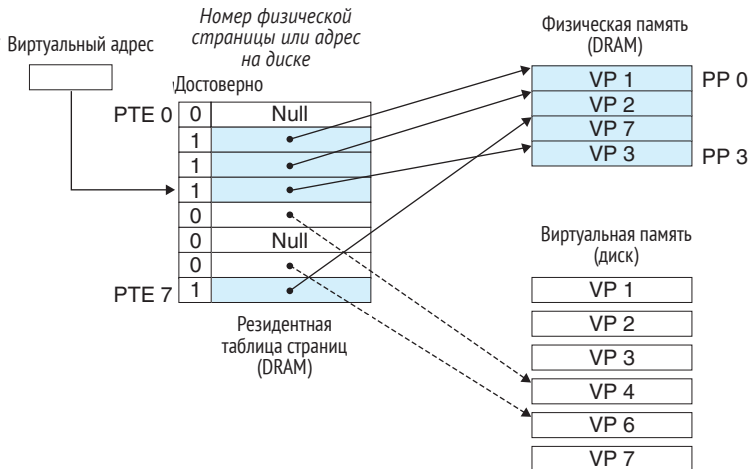 Виртуальный адрес
Номер физической
страницы или адрес
на диске
Достоверно
PTE 0 0 Null
1
1
1
0
0 Null
0
PTE 7 1
Резидентная
таблица страниц
(DRAM)
Физическая память
(DRAM)
VP 1 PP 0
VP 2
VP 7
VP 3 PP 3
Виртуальная память
(диск)
VP 1
VP 2
VP 3
VP 4
VP 6
VP 7